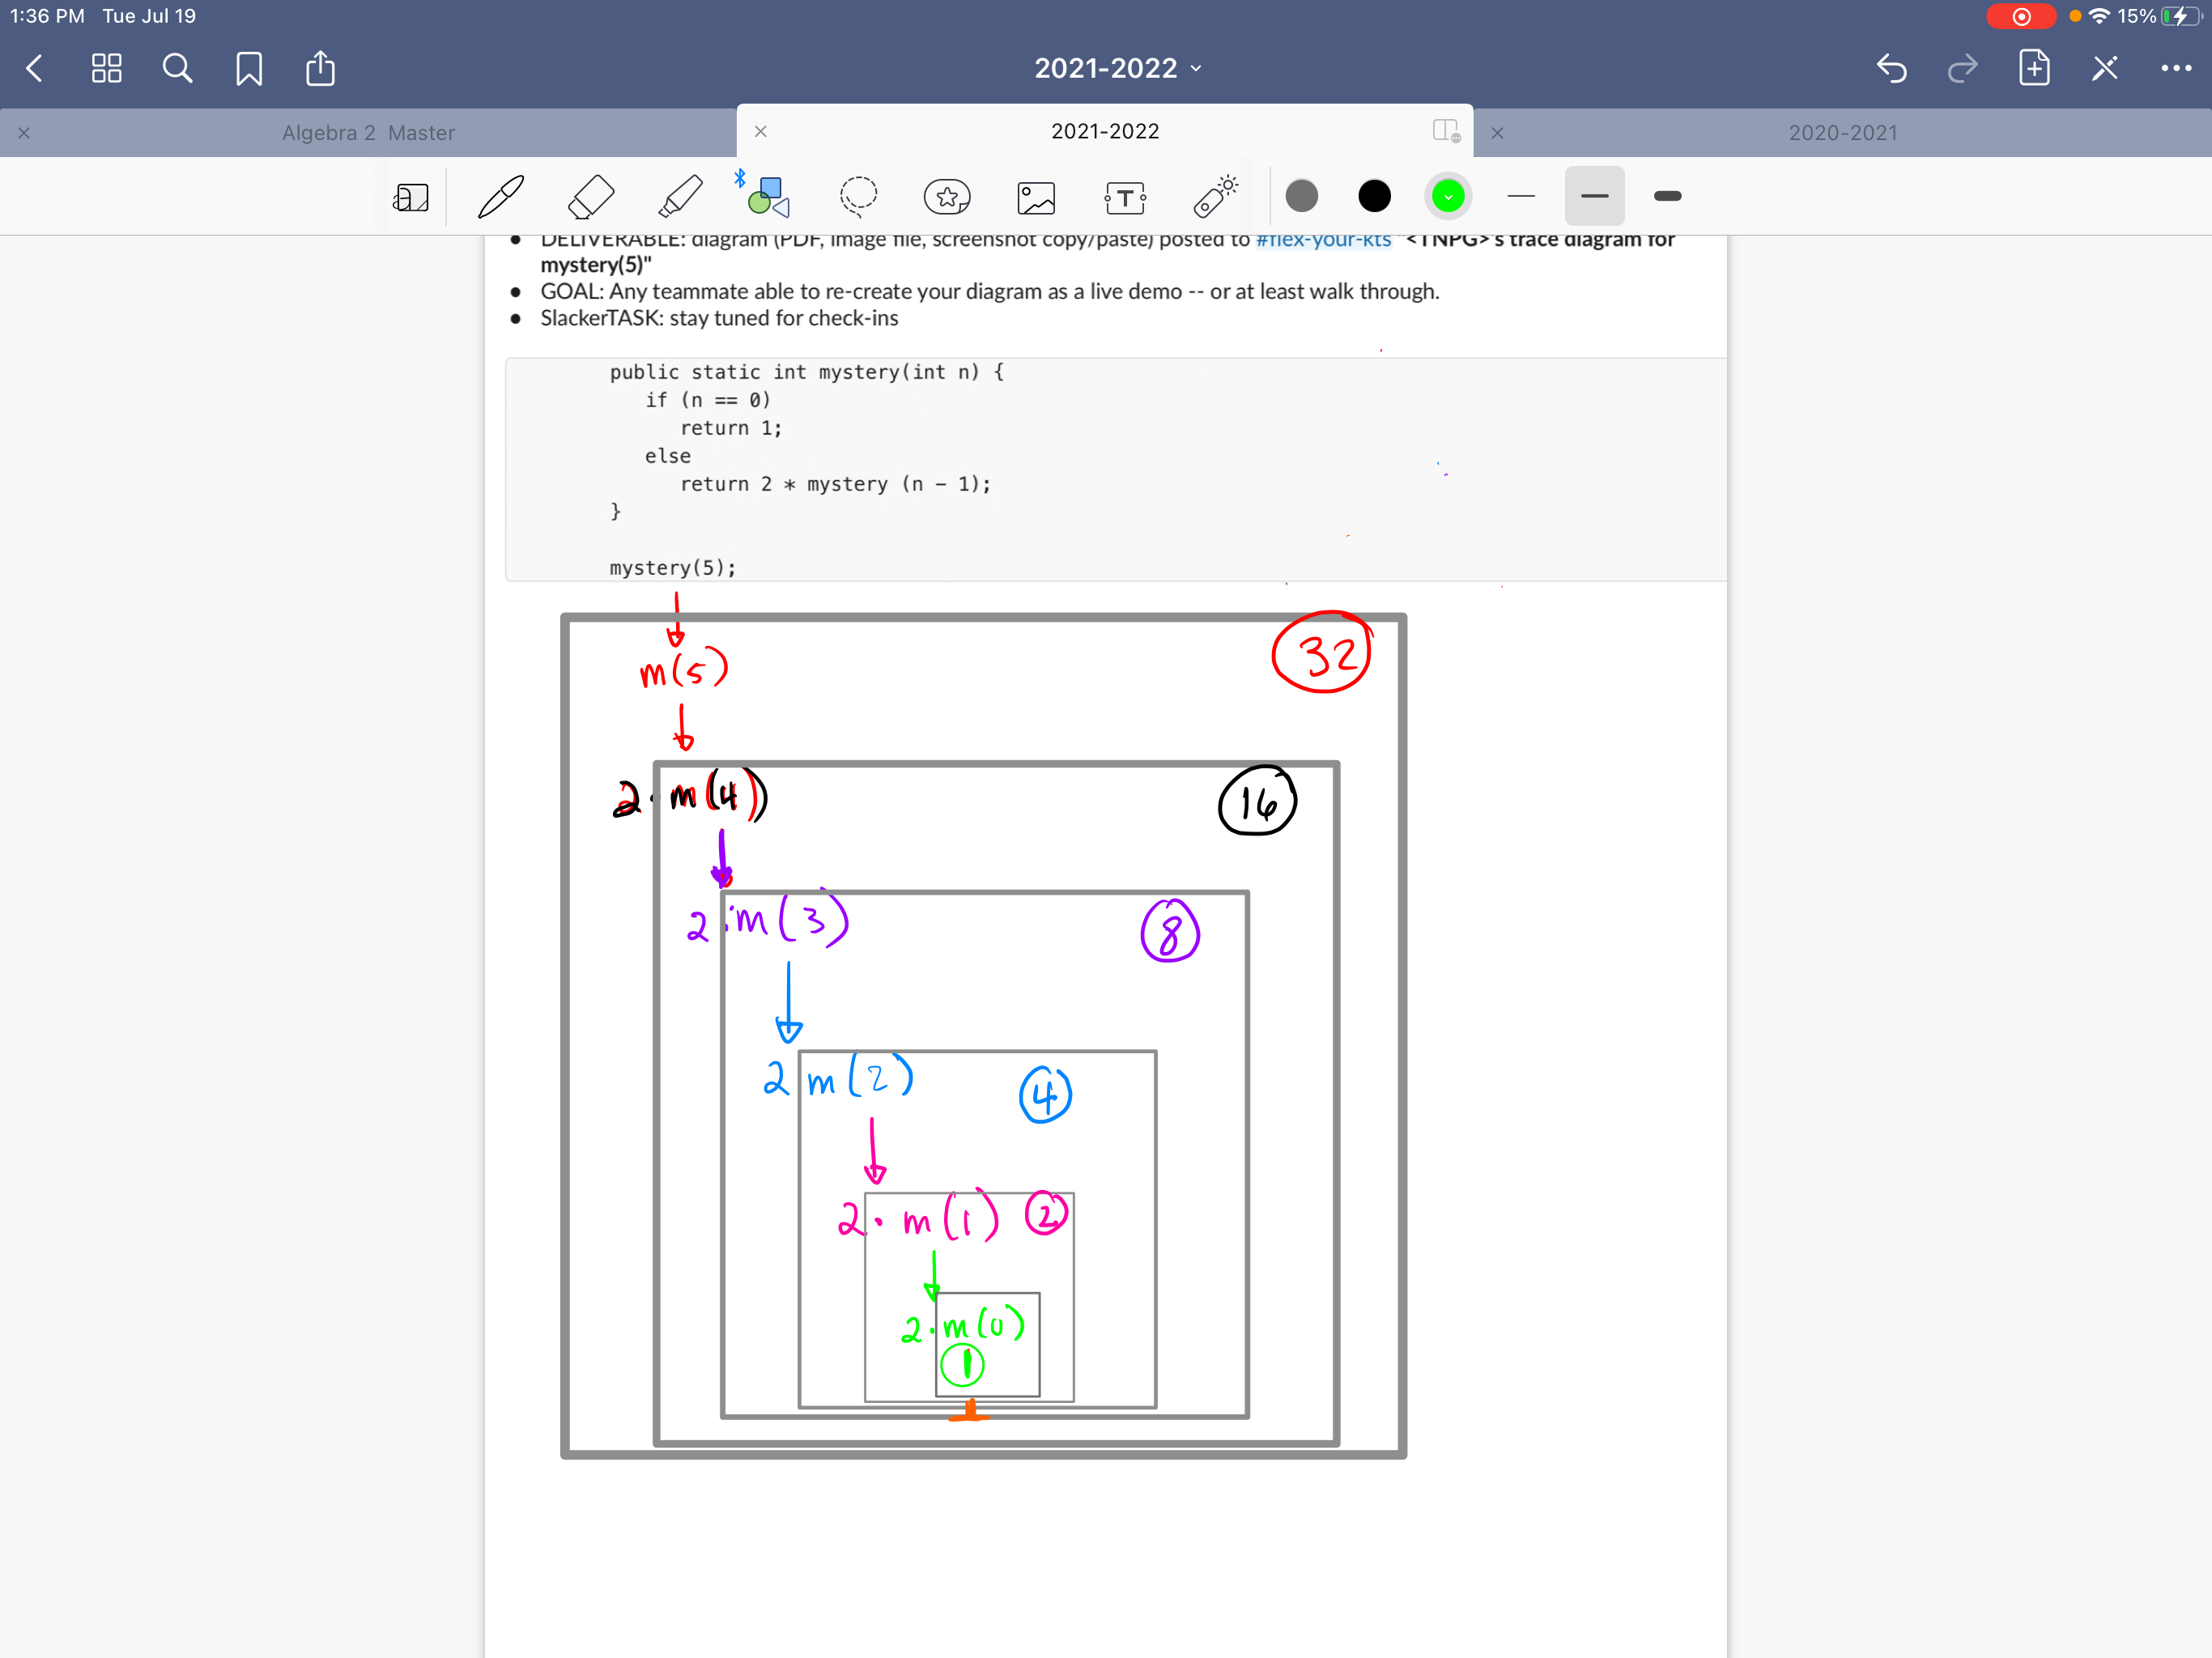 1:36 PM Tue Jul 19
15%
2021-2022
Algebra 2 Master
2021-2022
2020-2021
DELIVERABLE: diagram (PDF, image file, screenshot copy/paste) posted to #flex-your-kts "<TNPG>'s trace diagram for
mystery(5)"
GOAL: Any teammate able to re-create your diagram as a live demo -- or at least walk through.
SlackerTASK: stay tuned for check-ins
public static int mystery(int n) {
if (n == 0)
return 1;
else
return 2 * mystery (n - 1);
}
mystery(5);
m(5) 32
2·m(4) 16
2·m(3) 8
2 m(2) 4
2·m(1) 2
2·m(0)
1